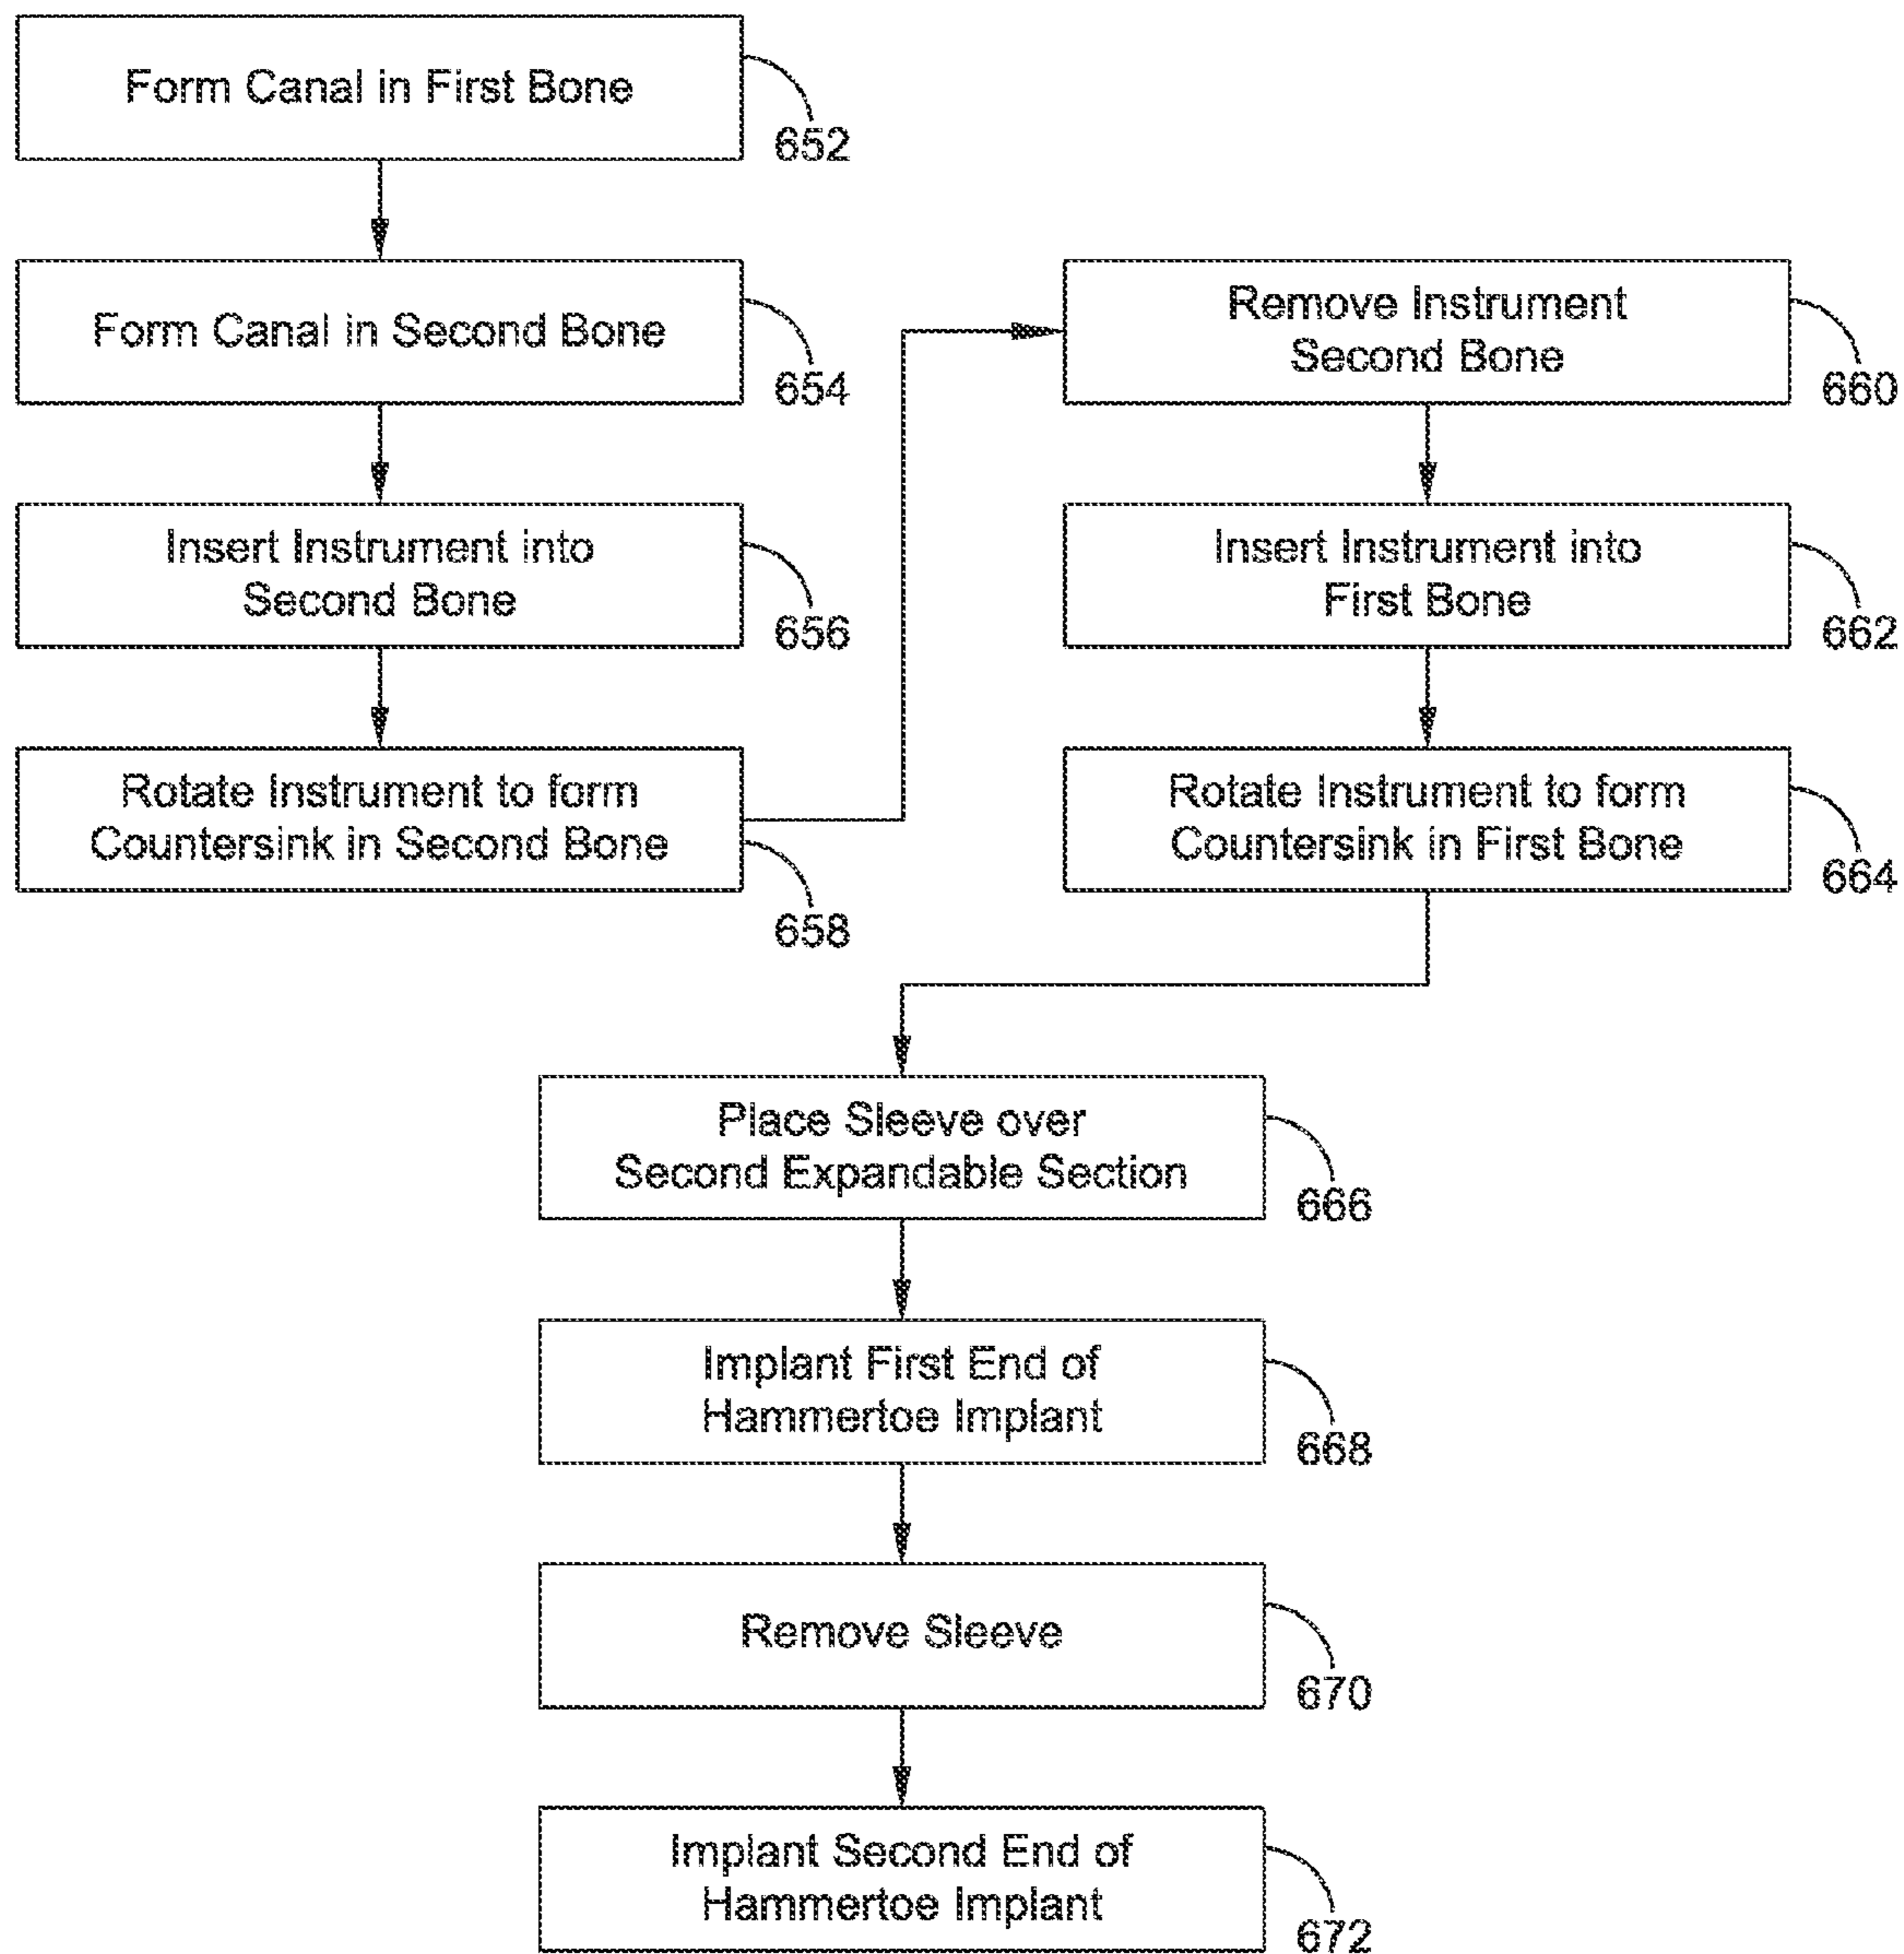 Form Canal in First Bone
652
Form Canal in Second Bone
654
Insert Instrument into
Second Bone
656
Rotate Instrument to form
Countersink in Second Bone
658
Remove Instrument
Second Bone
660
Insert Instrument into
First Bone
662
Rotate Instrument to form
Countersink in First Bone
664
Place Sleeve over
Second Expandable Section
666
Implant First End of
Hammertoe Implant
668
Remove Sleeve
670
Implant Second End of
Hammertoe Implant
672